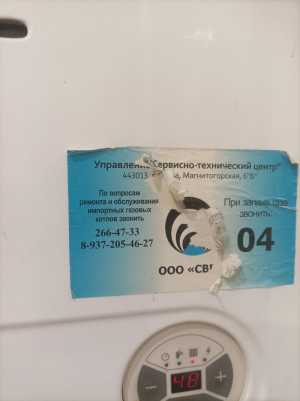 Управление "Сервисно-технический центр"
443013, Магнитогорская, 6"Б"
По вопросам
ремонта и обслуживания
импортных газовых
котлов звонить
266-47-33
8-937-205-46-27
При запахе газа
звонить:
04
ООО «СВГ
48